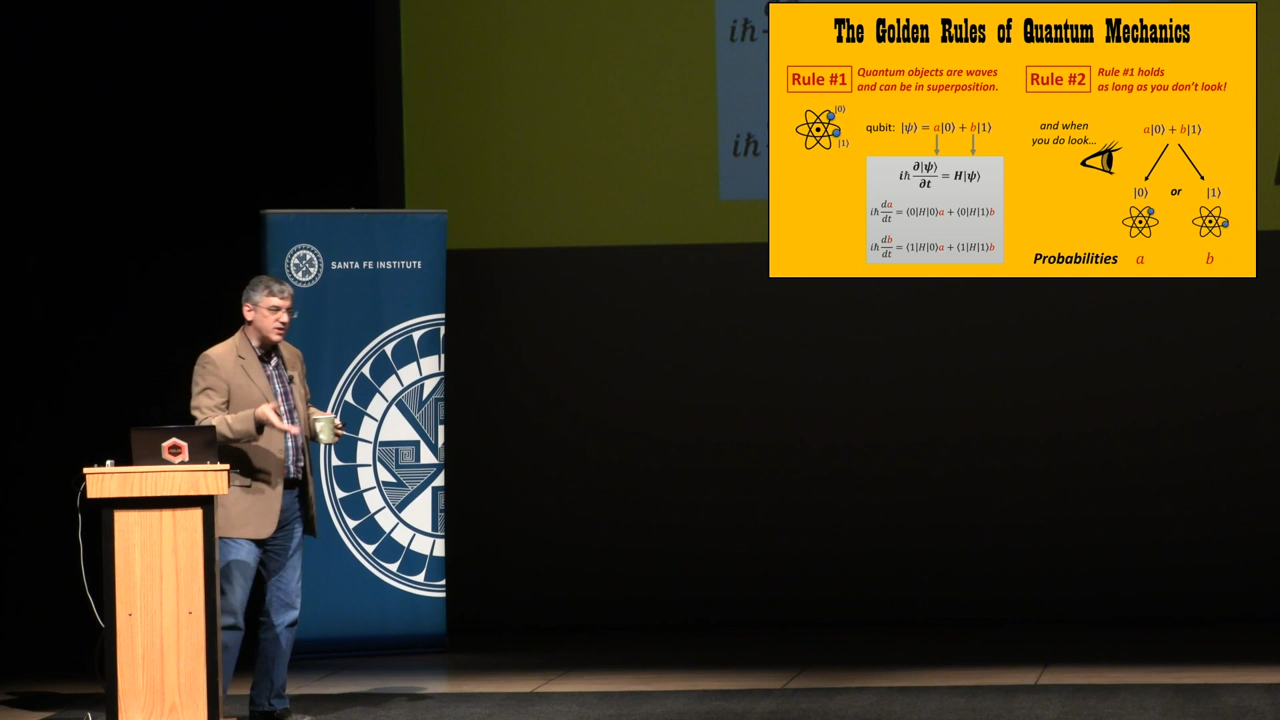 iħ
iħ
The Golden Rules of Quantum Mechanics
Rule #1
Quantum objects are waves
and can be in superposition.
|0⟩
|1⟩
qubit: |ψ⟩ = a|0⟩ + b|1⟩
iħ ∂|ψ⟩/∂t = H|ψ⟩
iħ da/dt = ⟨0|H|0⟩a + ⟨0|H|1⟩b
iħ db/dt = ⟨1|H|0⟩a + ⟨1|H|1⟩b
Rule #2
Rule #1 holds
as long as you don't look!
and when
you do look...
a|0⟩ + b|1⟩
|0⟩ or |1⟩
Probabilities a b
SANTA FE INSTITUTE